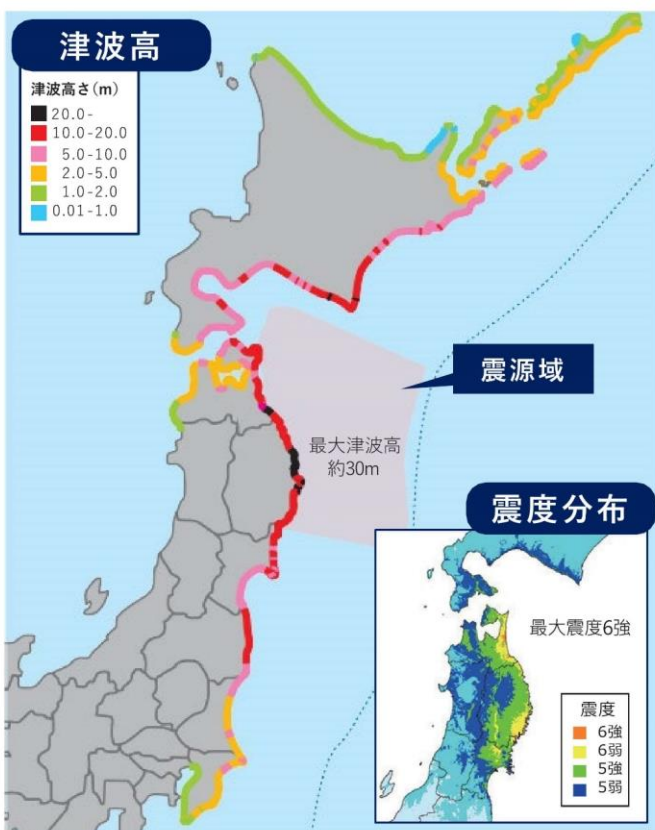 津波高
津波高さ(m)
20.0-
10.0-20.0
5.0-10.0
2.0-5.0
1.0-2.0
0.01-1.0
震源域
最大津波高
約30m
震度分布
最大震度6強
震度
6強
6弱
5強
5弱